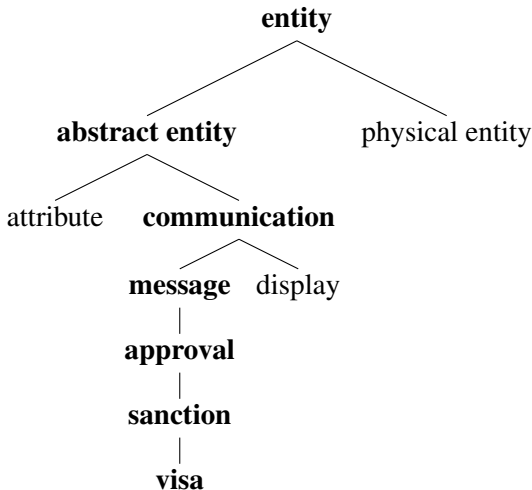 entity
abstract entity physical entity
attribute communication
message display
approval
sanction
visa